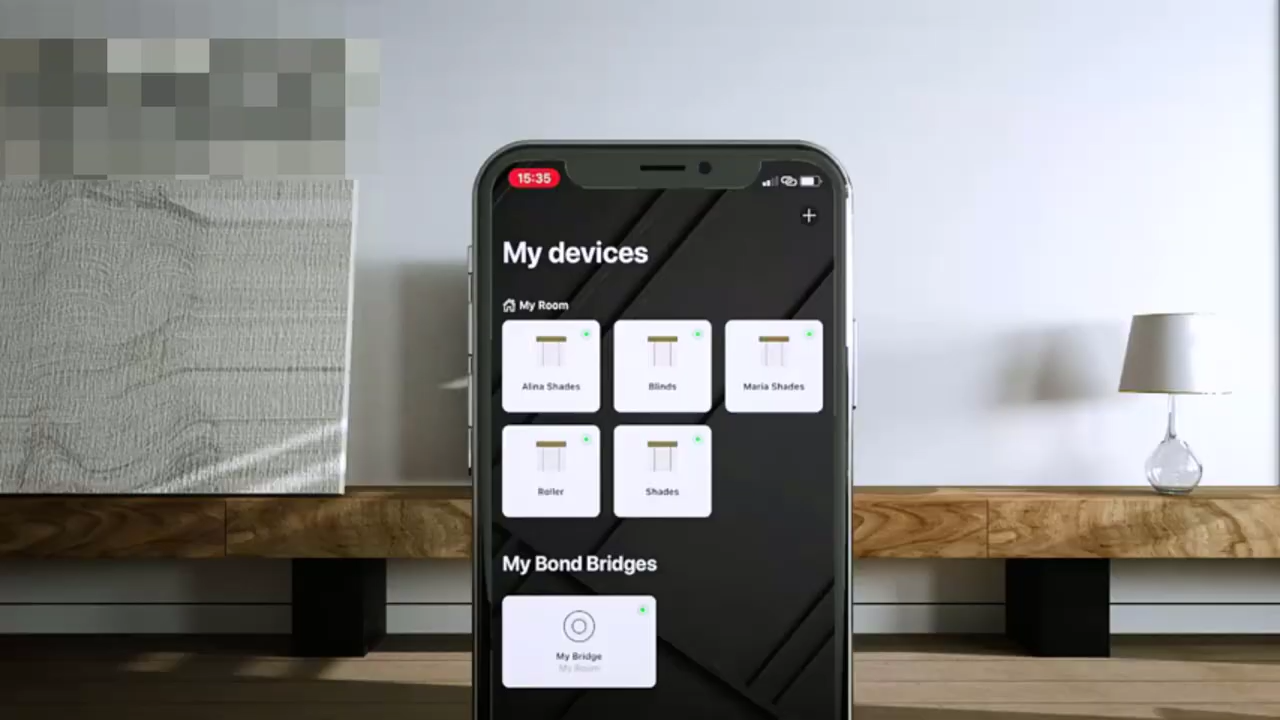 15:35
My devices
My Room
Alina Shades
Blinds
Maria Shades
Roller
Shades
My Bond Bridges
My Bridge
My Room